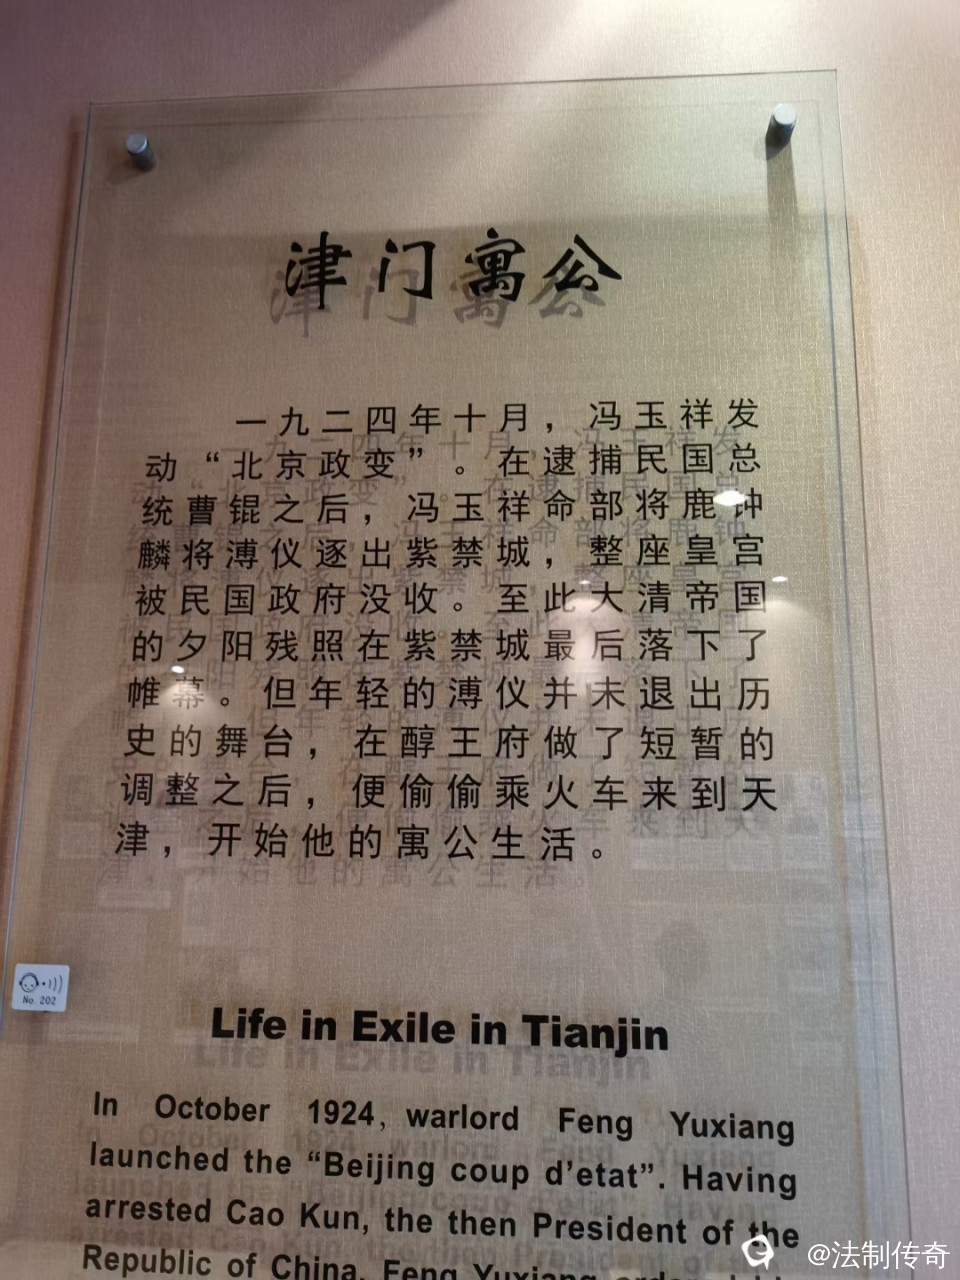 津门寓公
一九二四年十月，冯玉祥发
动“北京政变”。在逮捕民国总
统曹锟之后，冯玉祥命部将鹿钟
麟将溥仪逐出紫禁城，整座皇宫
被民国政府没收。至此大清帝国
的夕阳残照在紫禁城最后落下了
帷幕。但年轻的溥仪并未退出历
史的舞台，在醇王府做了短暂的
调整之后，便偷偷乘火车来到天
津，开始他的寓公生活。
No. 202
Life in Exile in Tianjin
In October 1924, warlord Feng Yuxiang
launched the “Beijing coup d’etat”. Having
arrested Cao Kun, the then President of the
Republic of China, Feng Yuxiang
@法制传奇